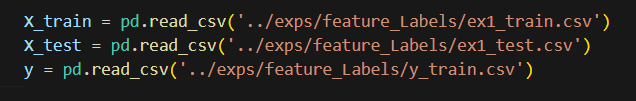 X_train = pd.read_csv('../exps/feature_Labels/ex1_train.csv')
X_test = pd.read_csv('../exps/feature_Labels/ex1_test.csv')
y = pd.read_csv('../exps/feature_Labels/y_train.csv')